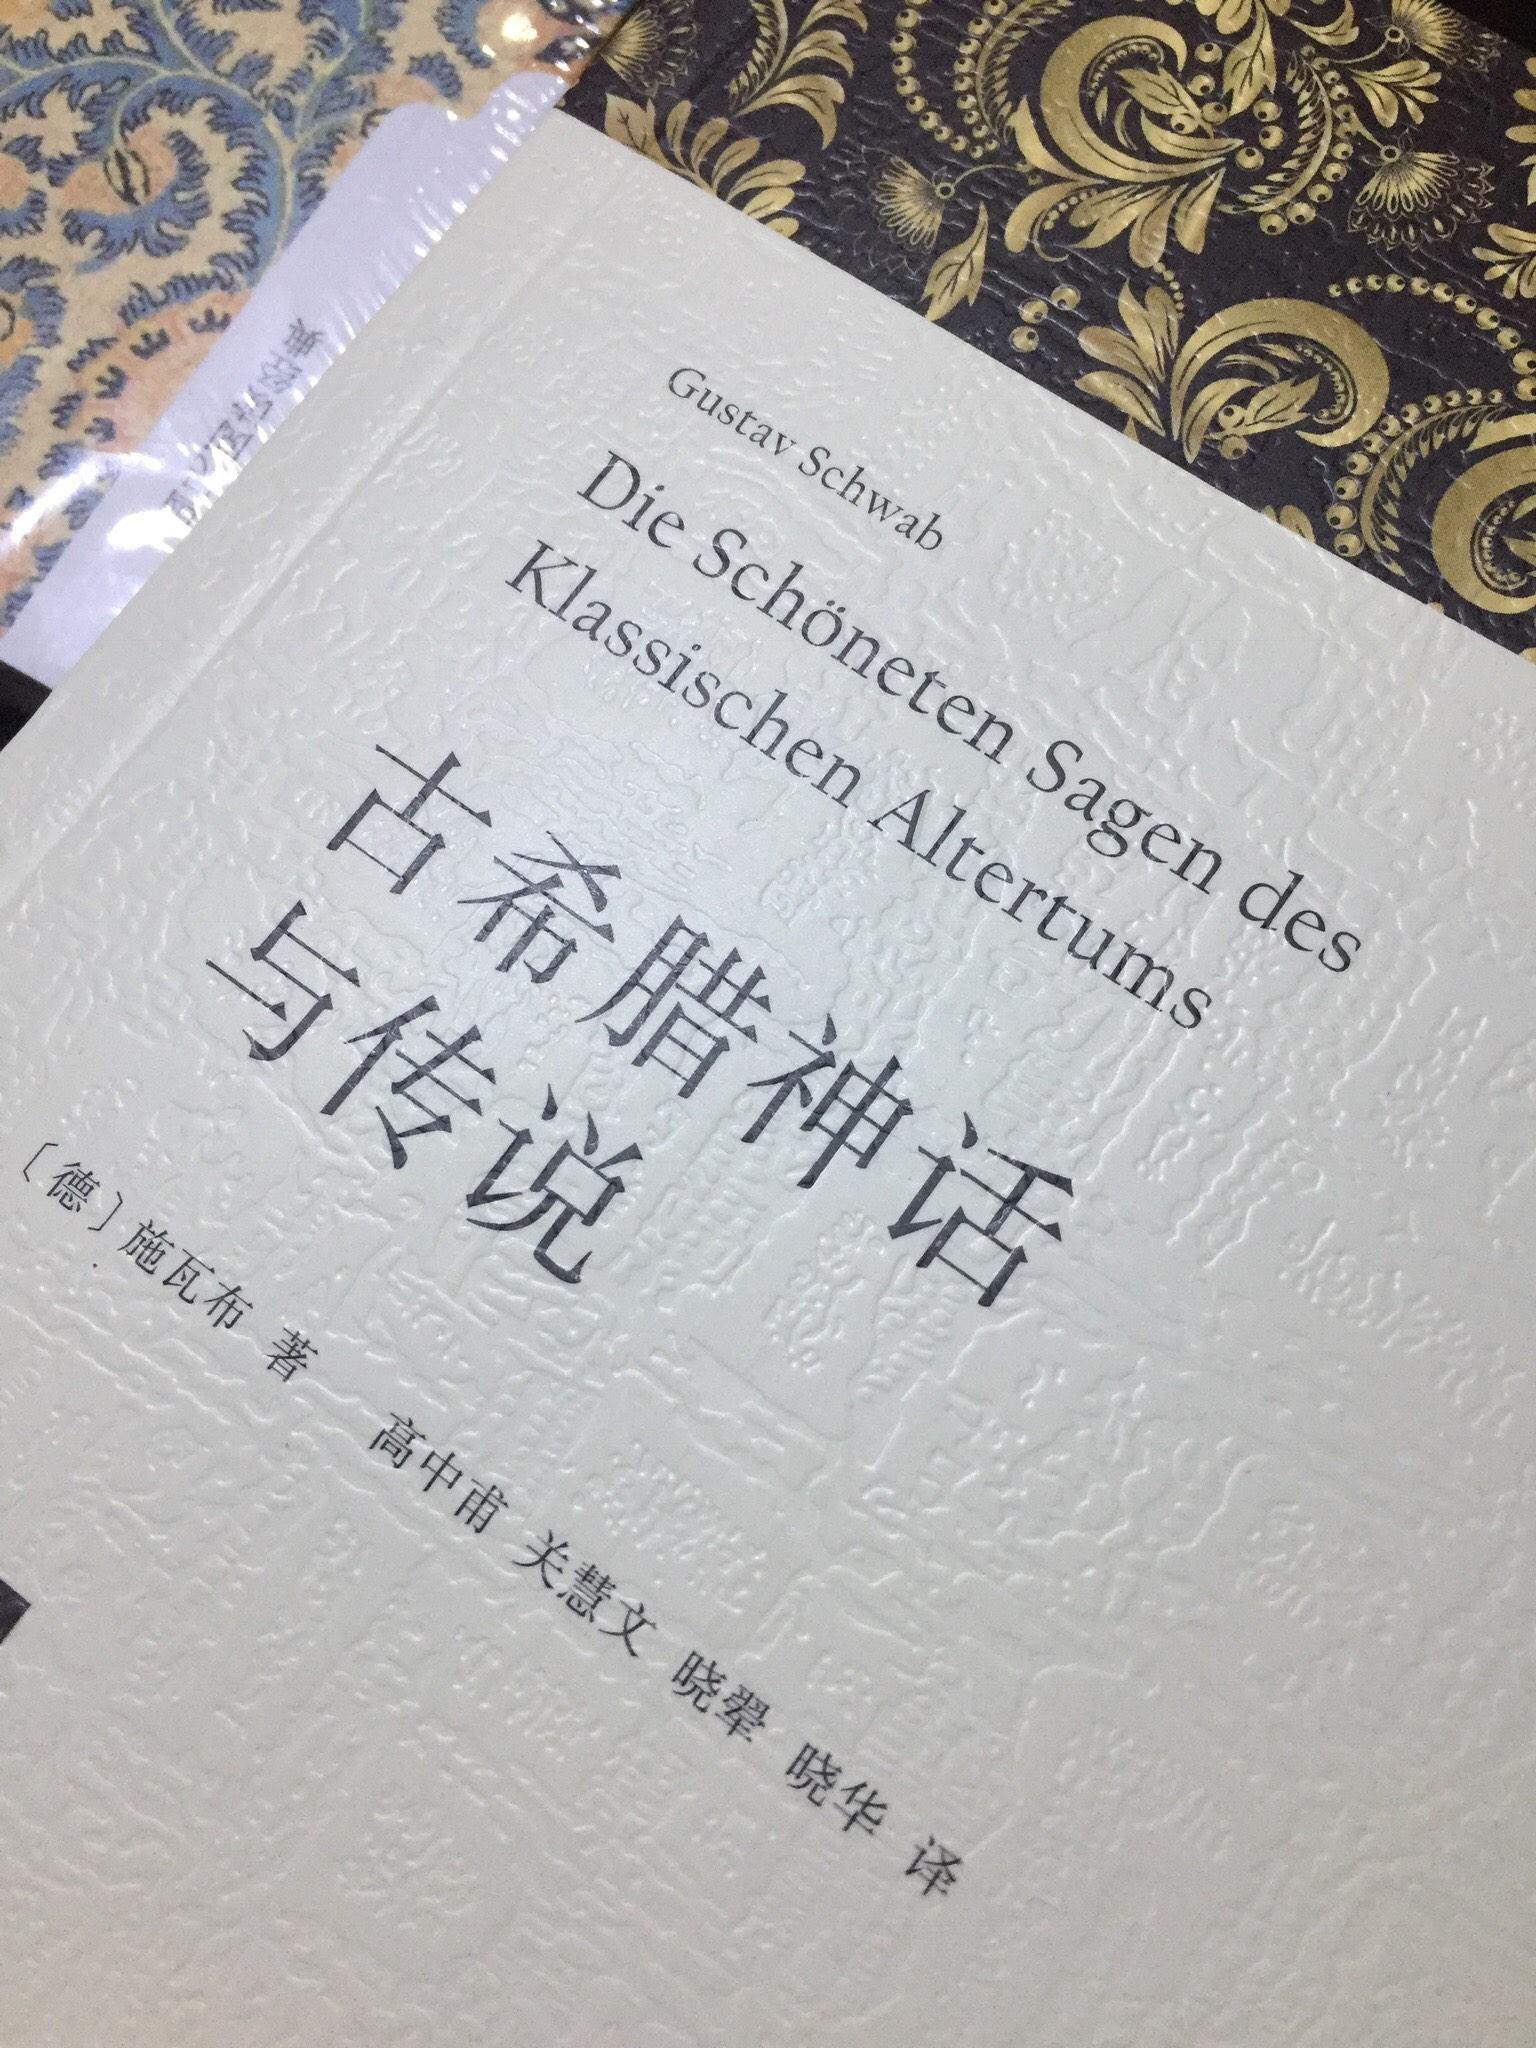 Gustav Schwab
Die Schöneten Sagen des
Klassischen Altertums
古希腊神话
与传说
〔德〕施瓦布 著 高中甫 关慧文 晓翚 晓华 译